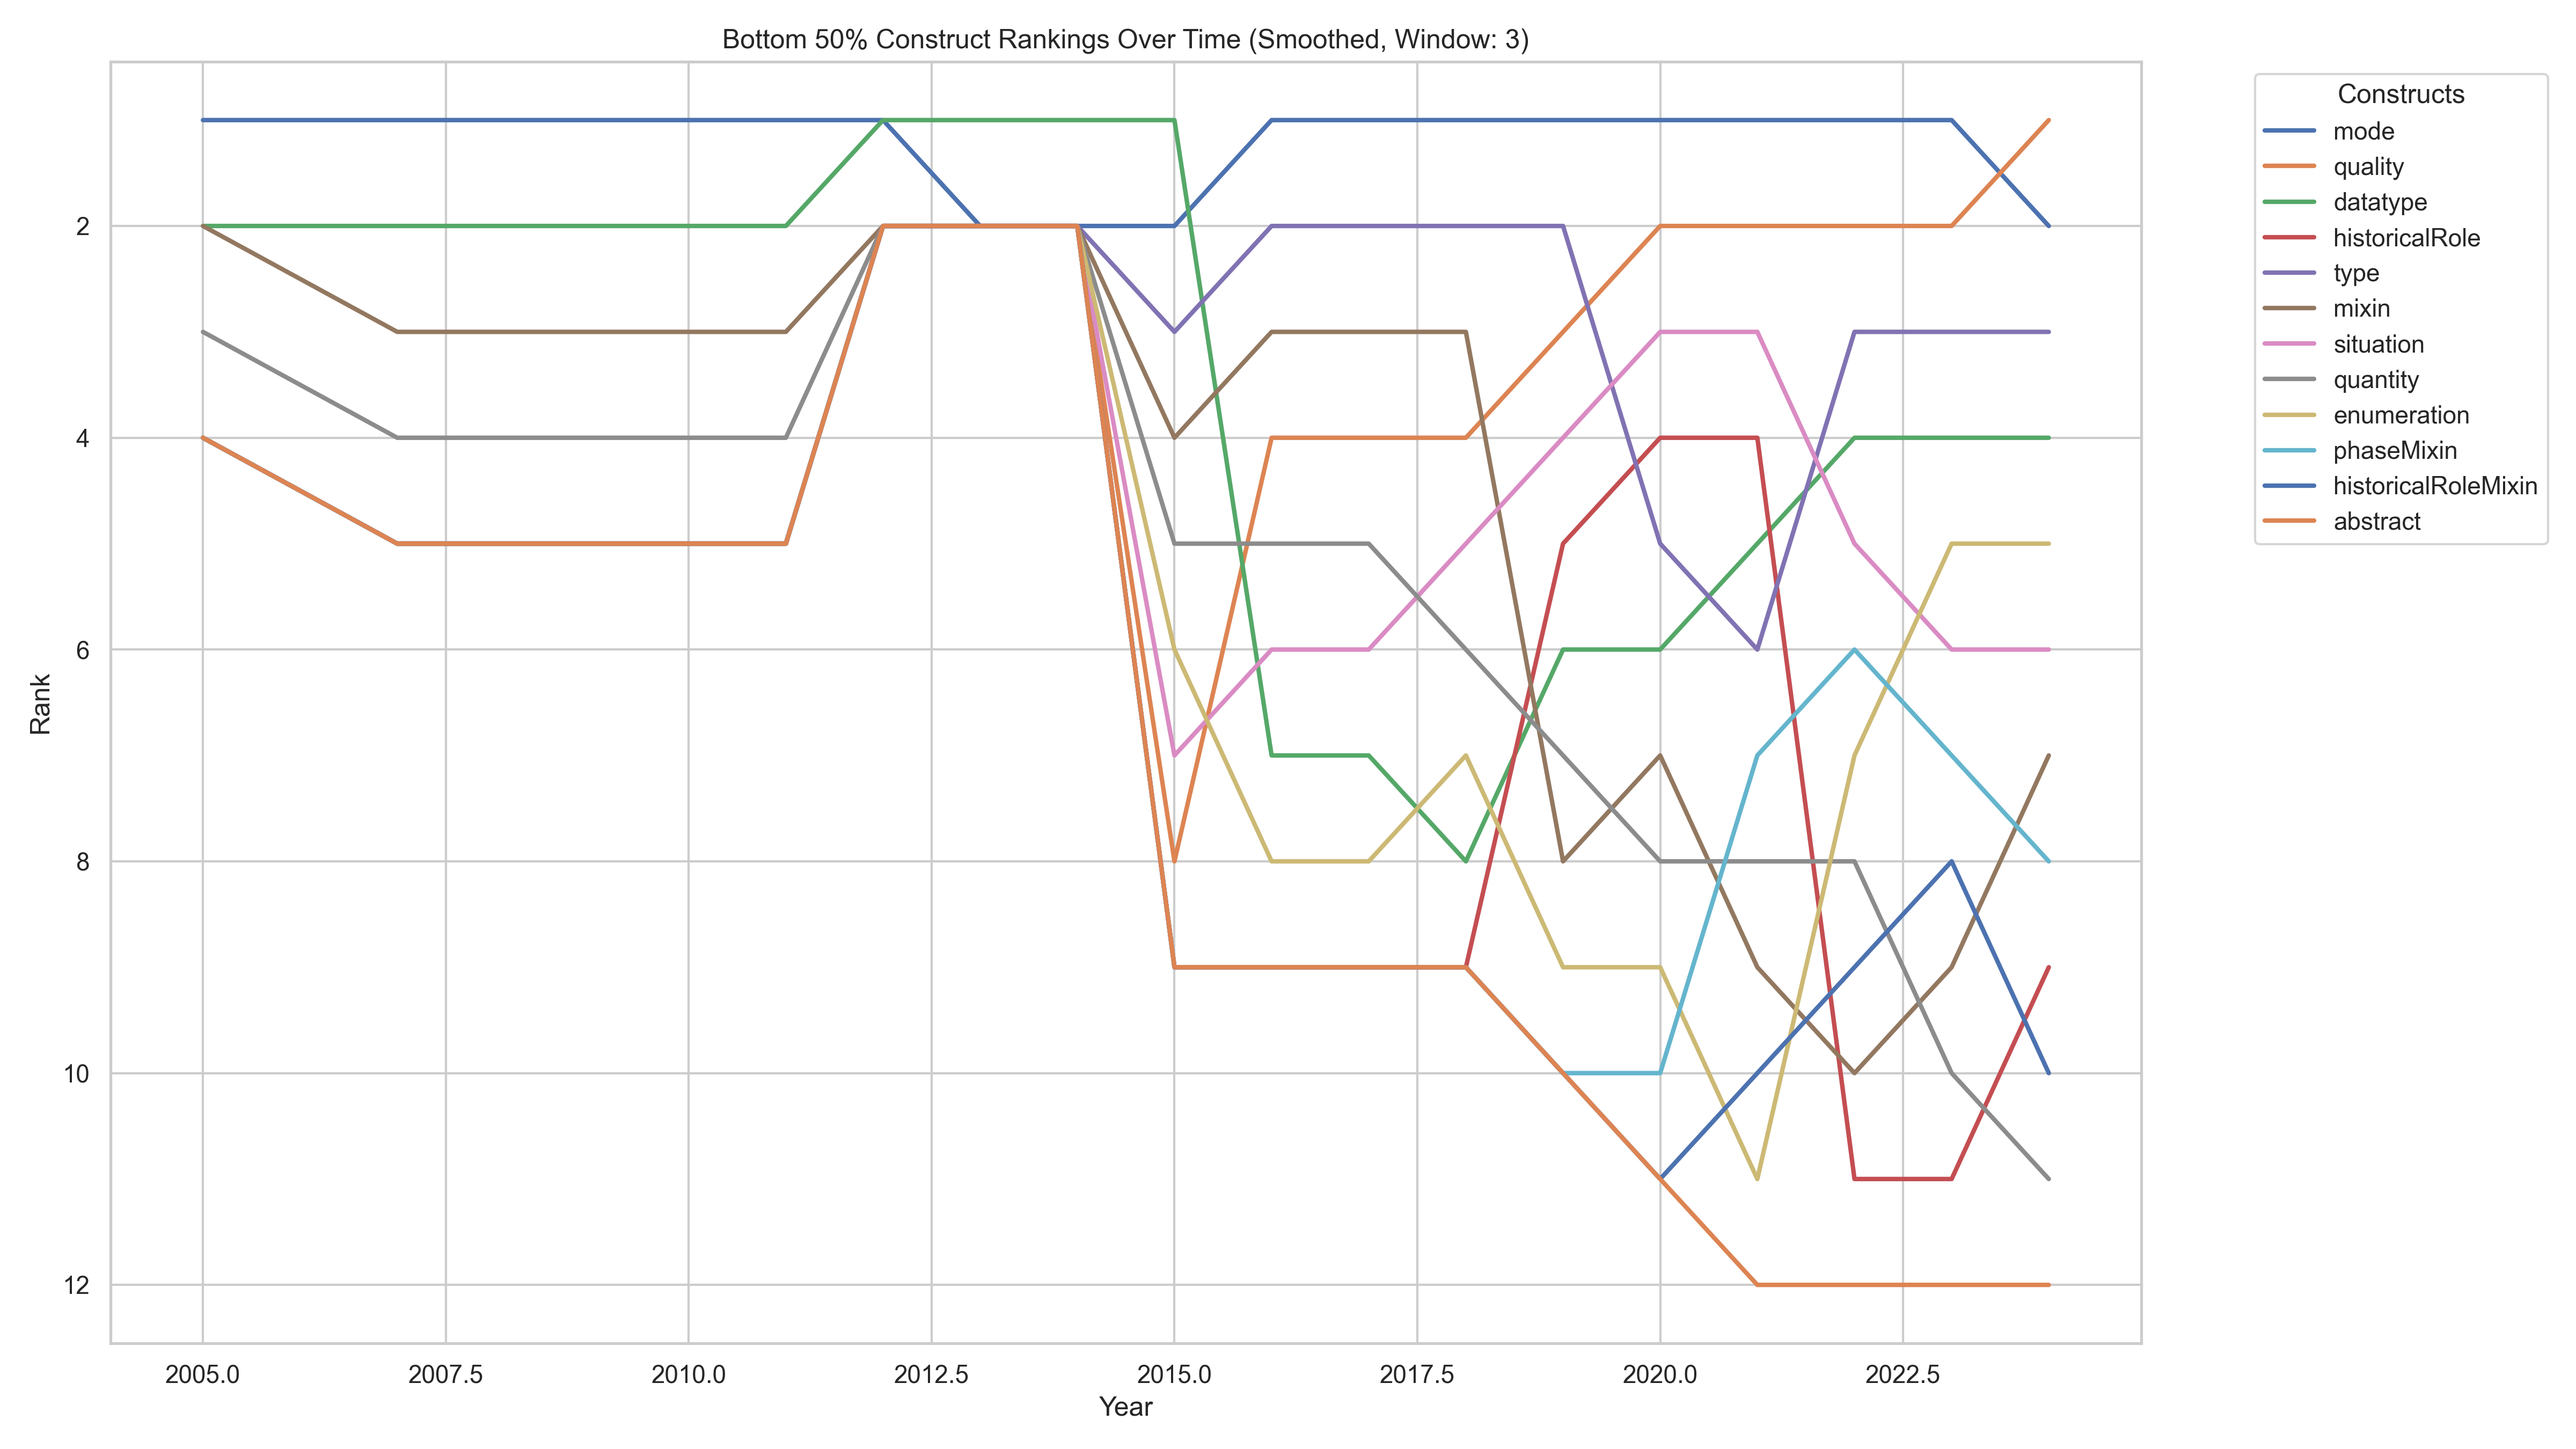 Bottom 50% Construct Rankings Over Time (Smoothed, Window: 3)
Constructs
mode
quality
datatype
historicalRole
type
mixin
situation
quantity
enumeration
phaseMixin
historicalRoleMixin
abstract
Rank
2
4
6
8
10
12
2005.0 2007.5 2010.0 2012.5 2015.0 2017.5 2020.0 2022.5
Year